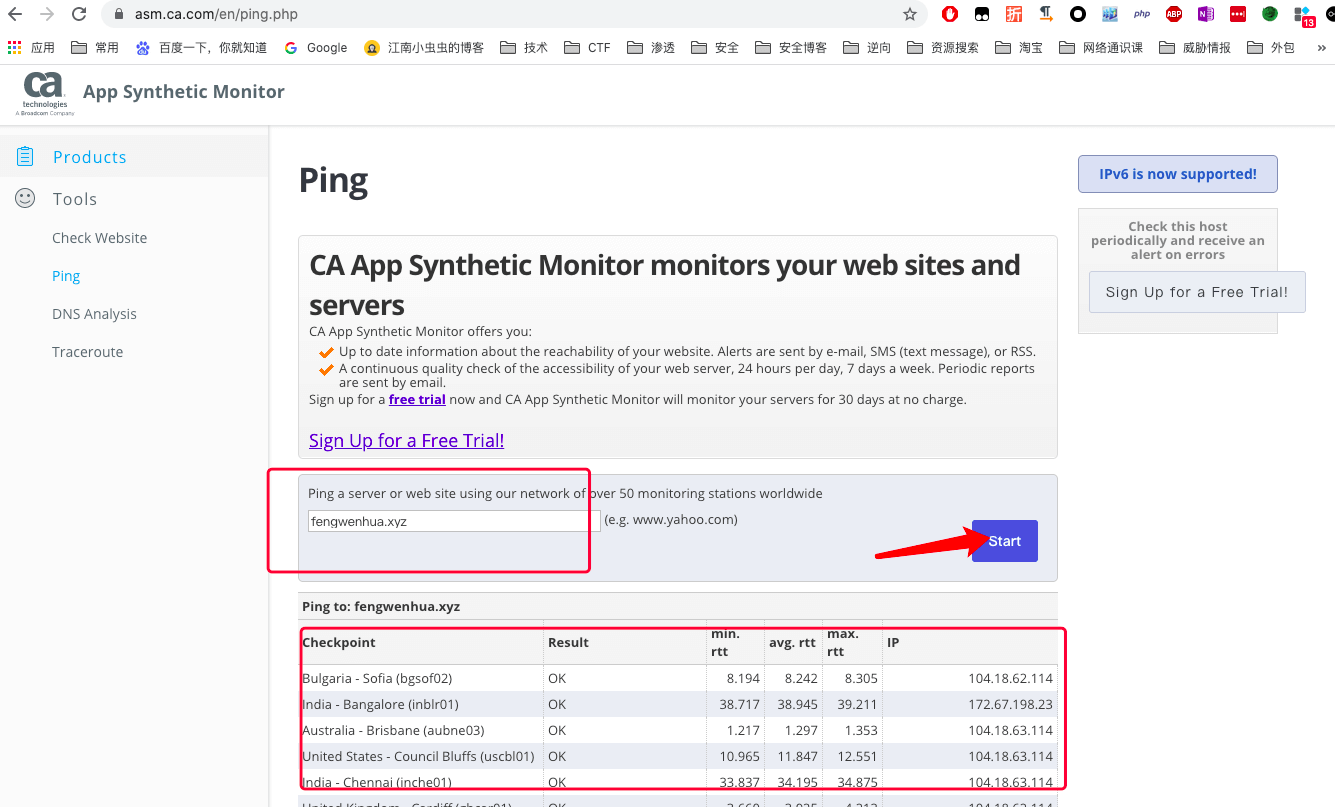 asm.ca.com/en/ping.php
折 php ABP N 13
应用 常用 百度一下，你就知道 Google 江南小虫虫的博客 技术 CTF 渗透 安全 安全博客 逆向 资源搜索 淘宝 网络通识课 威胁情报 外包 »
ca
technologies
A Broadcom Company
App Synthetic Monitor
Products
Tools
Check Website
Ping
DNS Analysis
Traceroute
Ping
CA App Synthetic Monitor monitors your web sites and
servers
CA App Synthetic Monitor offers you:
Up to date information about the reachability of your website. Alerts are sent by e-mail, SMS (text message), or RSS.
A continuous quality check of the accessibility of your web server, 24 hours per day, 7 days a week. Periodic reports
are sent by email.
Sign up for a free trial now and CA App Synthetic Monitor will monitor your servers for 30 days at no charge.
Sign Up for a Free Trial!
IPv6 is now supported!
Check this host
periodically and receive an
alert on errors
Sign Up for a Free Trial!
Ping a server or web site using our network of over 50 monitoring stations worldwide
fengwenhua.xyz (e.g. www.yahoo.com)
Start
Ping to: fengwenhua.xyz
Checkpoint Result min. rtt avg. rtt max. rtt IP
Bulgaria - Sofia (bgsof02) OK 8.194 8.242 8.305 104.18.62.114
India - Bangalore (inblr01) OK 38.717 38.945 39.211 172.67.198.23
Australia - Brisbane (aubne03) OK 1.217 1.297 1.353 104.18.63.114
United States - Council Bluffs (uscbl01) OK 10.965 11.847 12.551 104.18.63.114
India - Chennai (inche01) OK 33.837 34.195 34.875 104.18.63.114
United Kingdom - Cardiff OK 104.18.63.114